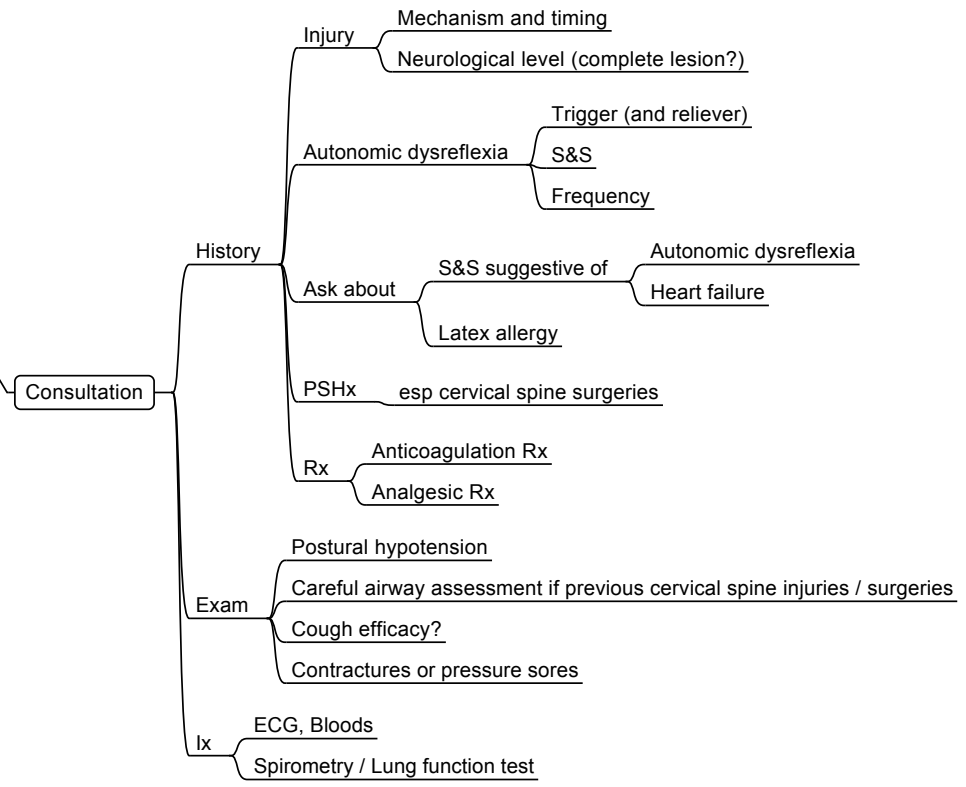 Consultation
History
Injury
Mechanism and timing
Neurological level (complete lesion?)
Autonomic dysreflexia
Trigger (and reliever)
S&S
Frequency
Ask about
S&S suggestive of
Autonomic dysreflexia
Heart failure
Latex allergy
PSHx
esp cervical spine surgeries
Rx
Anticoagulation Rx
Analgesic Rx
Exam
Postural hypotension
Careful airway assessment if previous cervical spine injuries / surgeries
Cough efficacy?
Contractures or pressure sores
Ix
ECG, Bloods
Spirometry / Lung function test